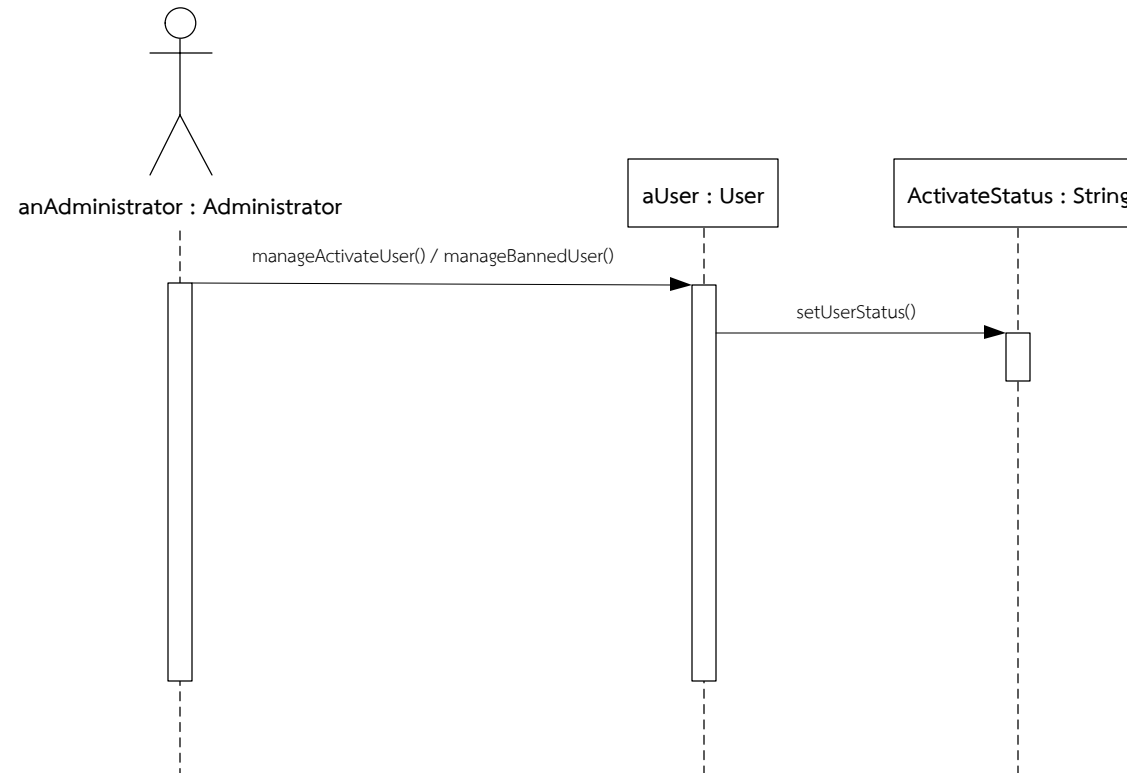 anAdministrator : Administrator
aUser : User
ActivateStatus : String
manageActivateUser() / manageBannedUser()
setUserStatus()